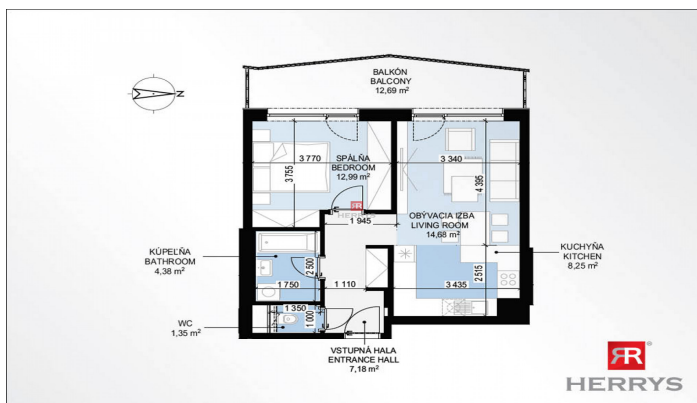 BALKÓN
BALCONY
12,69 m²
3 770
SPÁLŇA
BEDROOM
12,99 m²
3 755
3 340
4 395
HERRYS
1 945
OBÝVACIA IZBA
LIVING ROOM
14,68 m²
KÚPEĽŇA
BATHROOM
4,38 m²
2 500
1 750
1 110
3 435
2 515
KUCHYŇA
KITCHEN
8,25 m²
WC
1,35 m²
1 350
1 000
VSTUPNÁ HALA
ENTRANCE HALL
7,18 m²
HERRYS